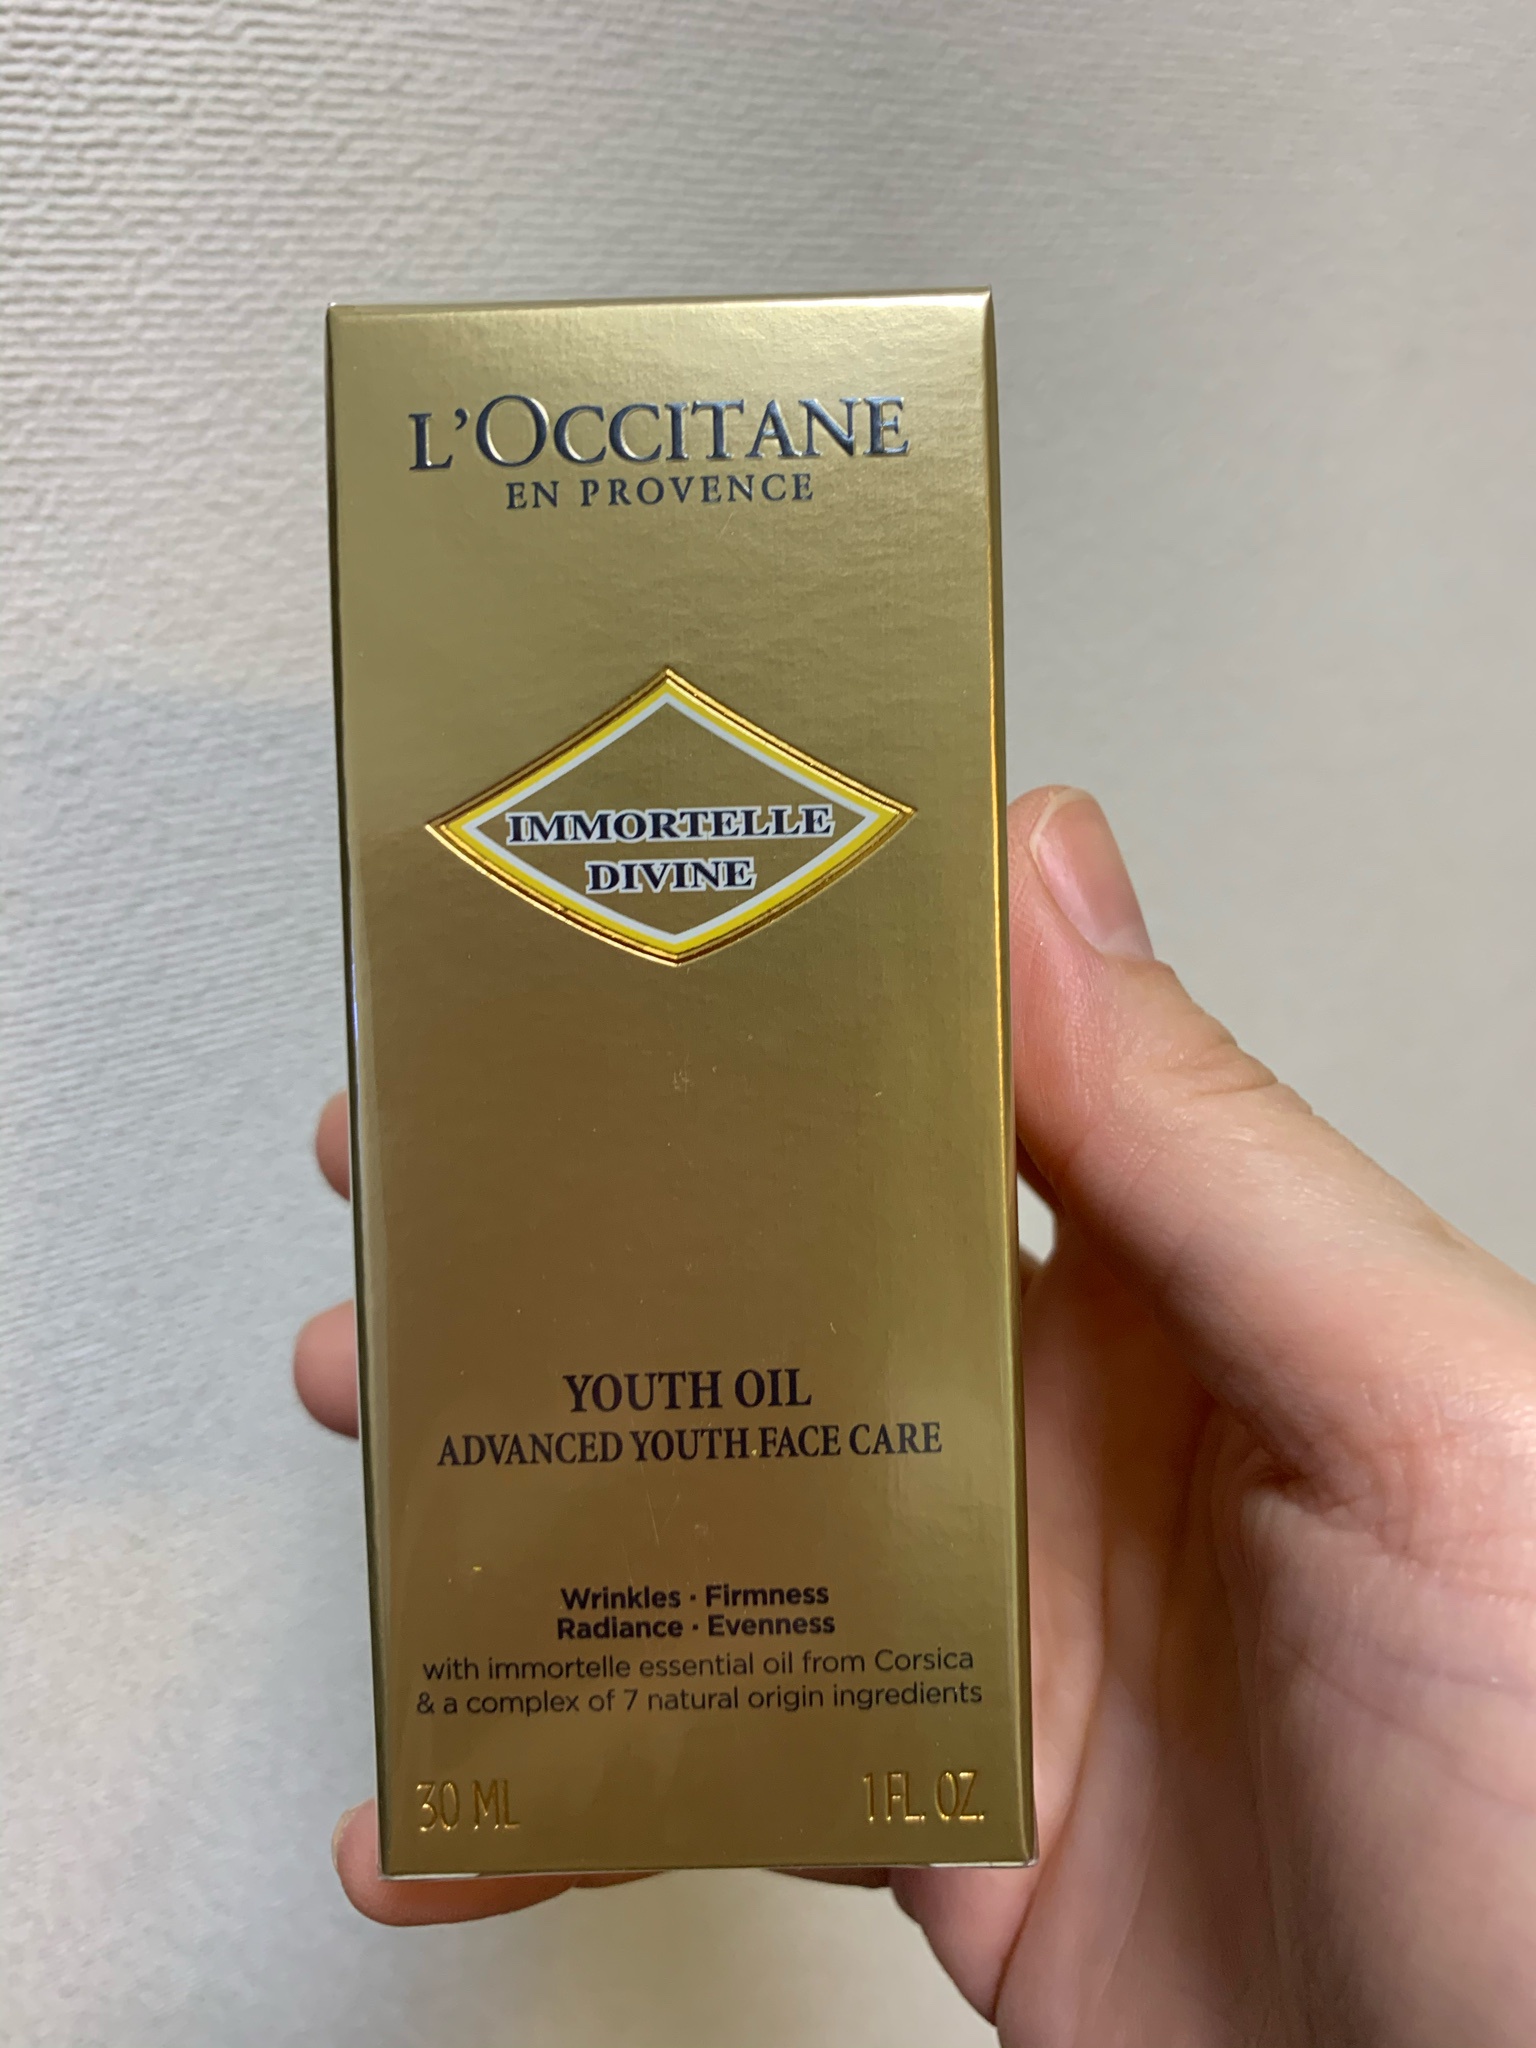 L'OCCITANE
EN PROVENCE
IMMORTELLE
DIVINE
YOUTH OIL
ADVANCED YOUTH FACE CARE
Wrinkles · Firmness
Radiance · Evenness
with immortelle essential oil from Corsica
& a complex of 7 natural origin ingredients
30 ML 1 FL. OZ.